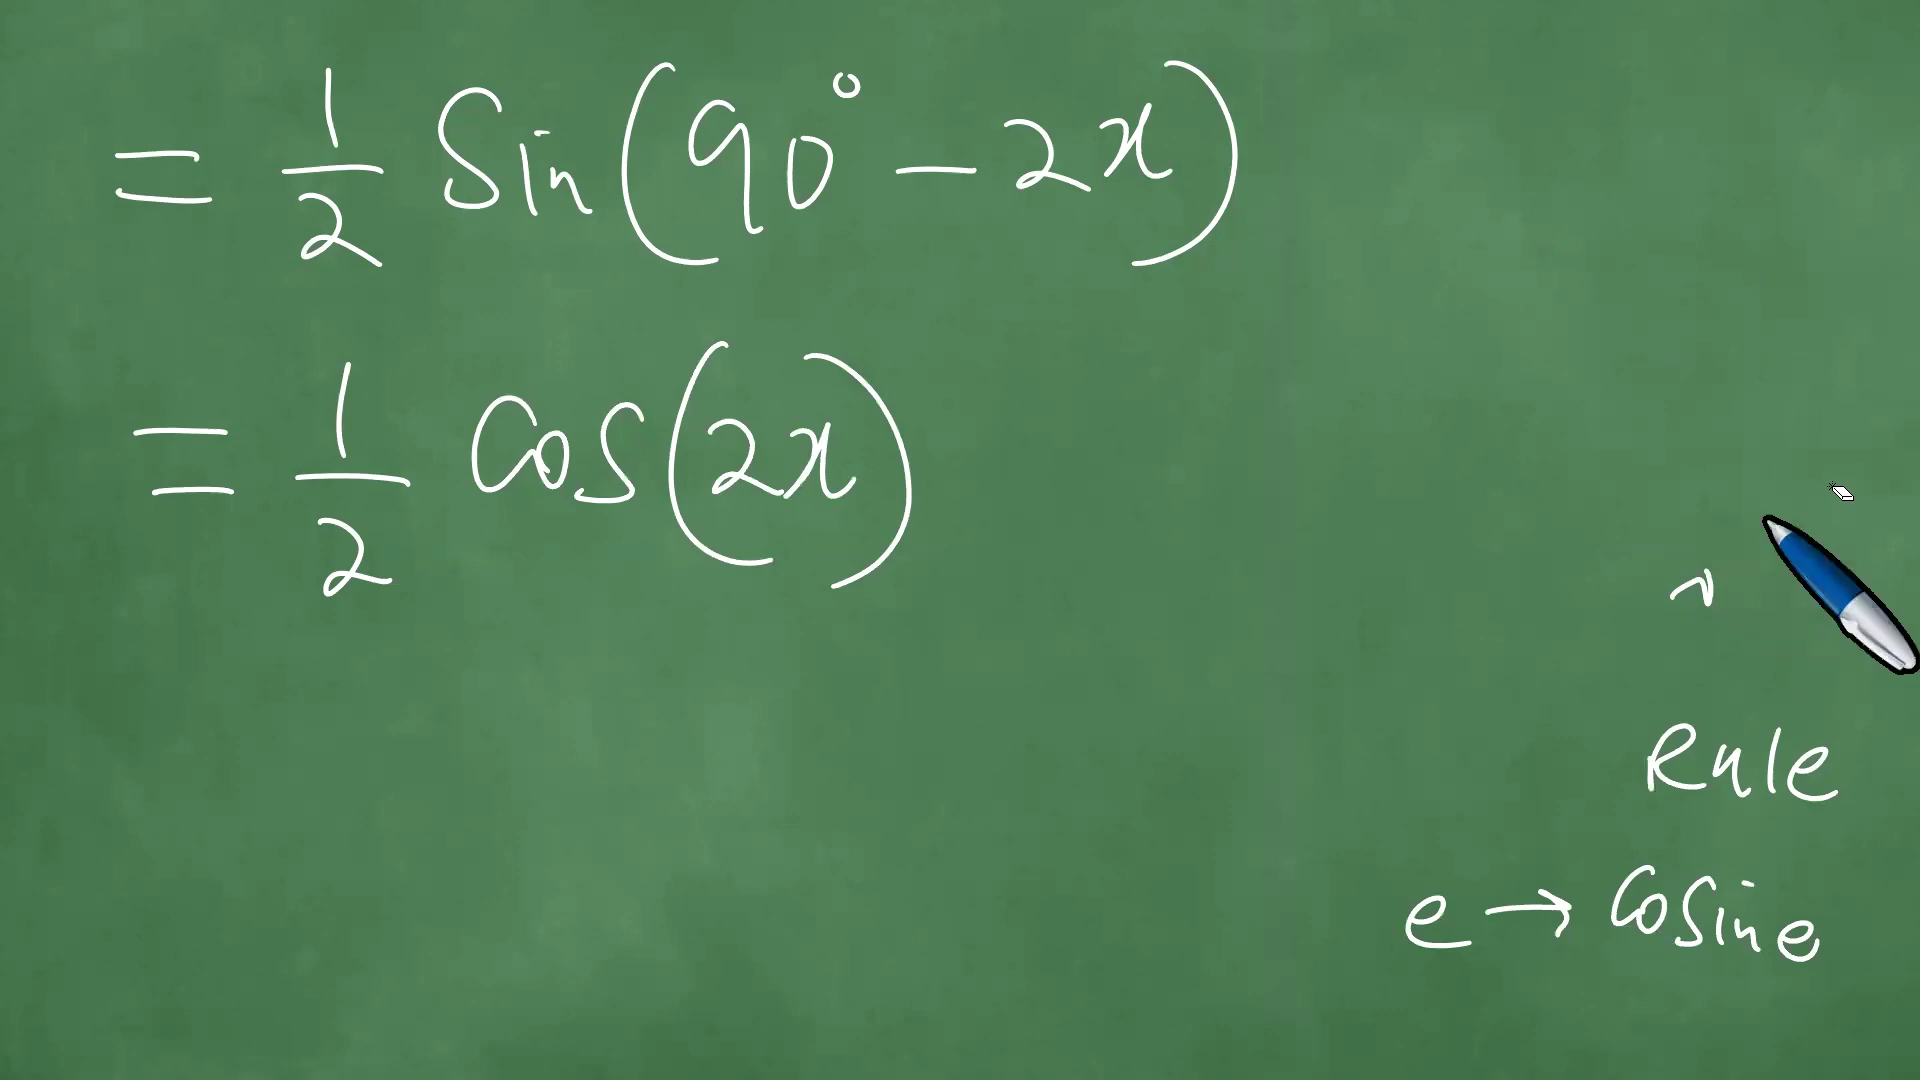 = 1/2 Sin(90° - 2x)
= 1/2 Cos(2x)
Rule
e → Cosine